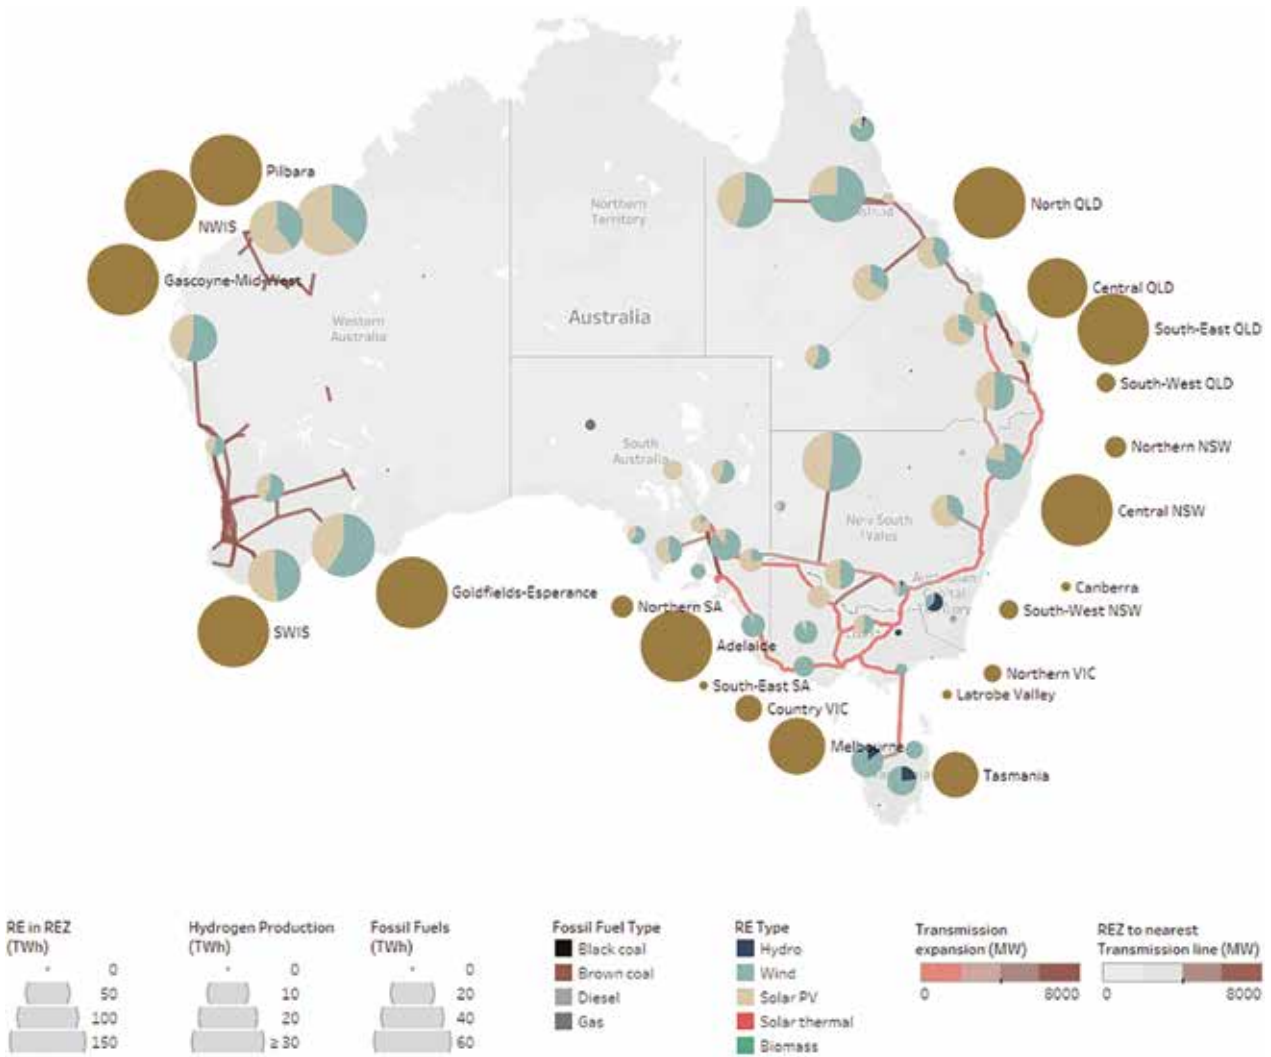 Pilbara
NWIS
Gascoyne-Mid-West
Northern
Territory
Western
Australia
Australia
South
Australia
North QLD
Central QLD
South-East QLD
South-West QLD
Northern NSW
Central NSW
New South
Wales
Canberra
South-West NSW
Goldfields-Esperance
SWIS
Northern SA
Adelaide
South-East SA
Country VIC
Melbourne
Northern VIC
Latrobe Valley
Tasmania
RE in REZ
(TWh)
0
50
100
150
Hydrogen Production
(TWh)
0
10
20
≥ 30
Fossil Fuels
(TWh)
0
20
40
60
Fossil Fuel Type
Black coal
Brown coal
Diesel
Gas
RE Type
Hydro
Wind
Solar PV
Solar thermal
Biomass
Transmission
expansion (MW)
0 8000
REZ to nearest
Transmission line (MW)
0 8000